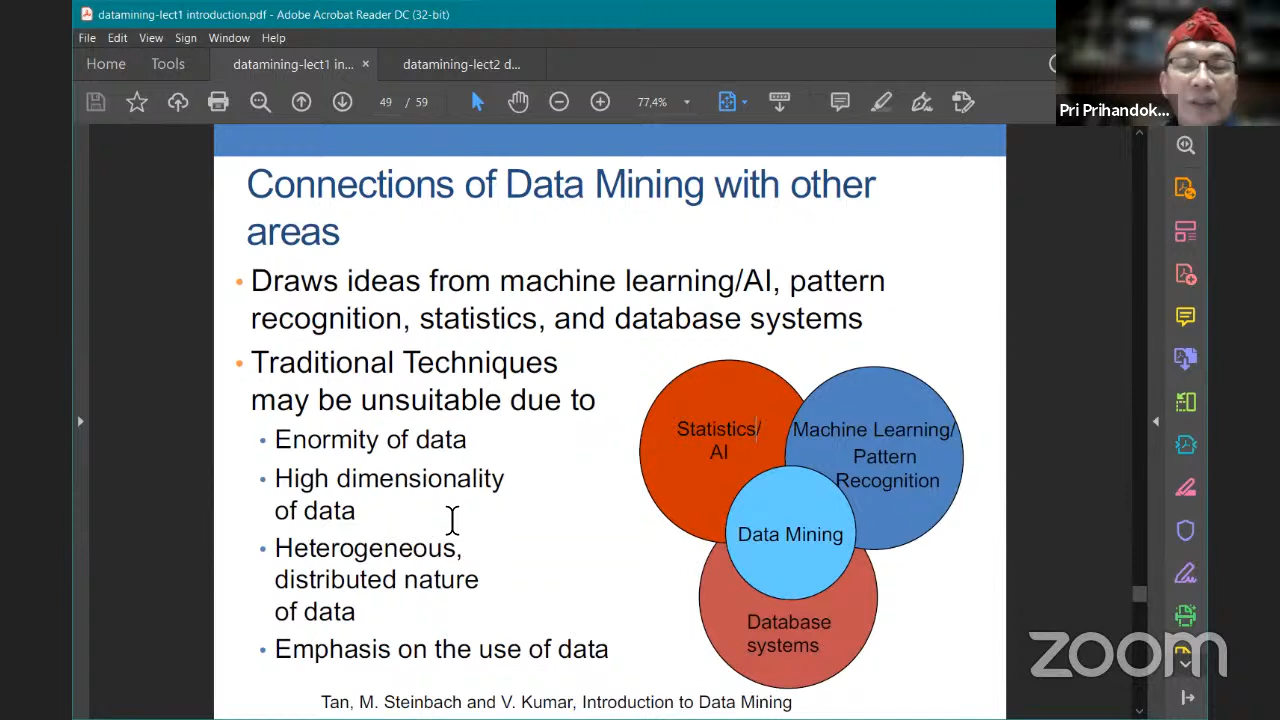 datamining-lect1 introduction.pdf - Adobe Acrobat Reader DC (32-bit)
File Edit View Sign Window Help
Home Tools datamining-lect1 in... × datamining-lect2 d...
49 / 59 77,4%
Pri Prihandok...
Connections of Data Mining with other
areas
• Draws ideas from machine learning/AI, pattern
recognition, statistics, and database systems
• Traditional Techniques
may be unsuitable due to
• Enormity of data
• High dimensionality
of data
• Heterogeneous,
distributed nature
of data
• Emphasis on the use of data
Statistics/
AI
Machine Learning/
Pattern
Recognition
Data Mining
Database
systems
Tan, M. Steinbach and V. Kumar, Introduction to Data Mining
zoom